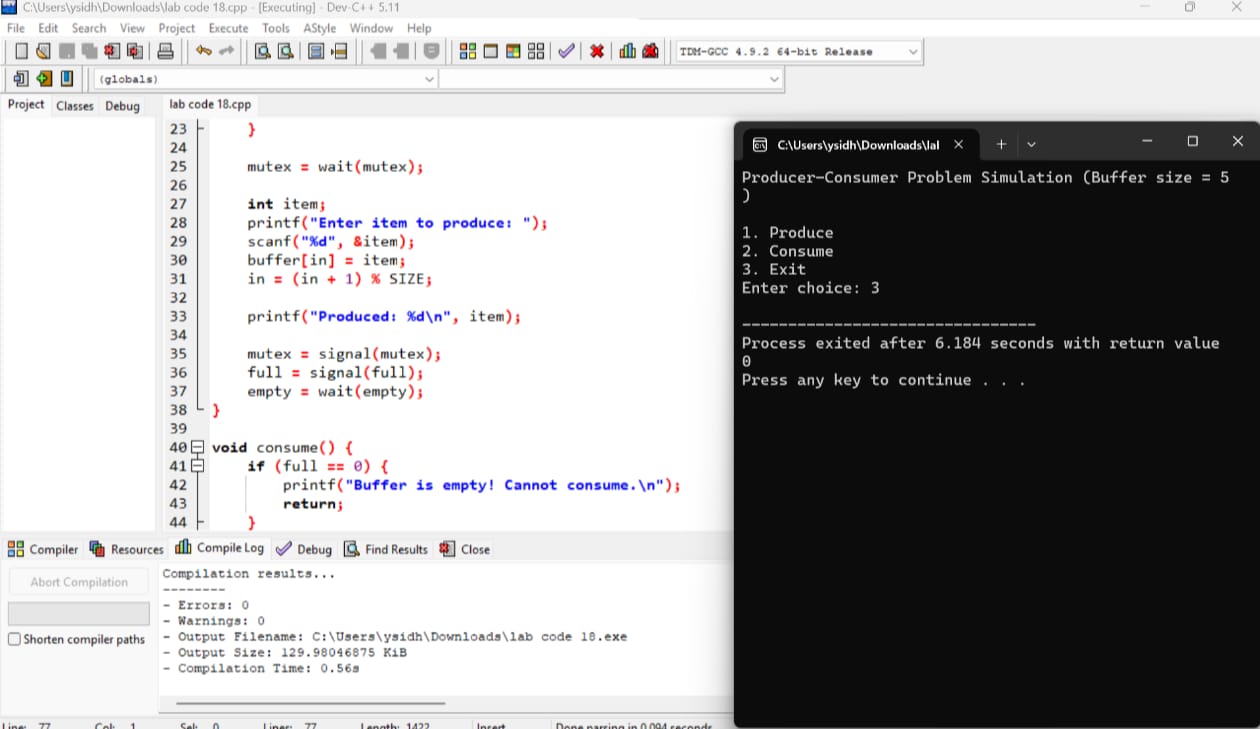 C:\Users\ysidh\Downloads\lab code 18.cpp - [Executing] - Dev-C++ 5.11
File Edit Search View Project Execute Tools AStyle Window Help
TDM-GCC 4.9.2 64-bit Release
(globals)
Project Classes Debug
lab code 18.cpp
23 }
24
25 mutex = wait(mutex);
26
27 int item;
28 printf("Enter item to produce: ");
29 scanf("%d", &item);
30 buffer[in] = item;
31 in = (in + 1) % SIZE;
32
33 printf("Produced: %d\n", item);
34
35 mutex = signal(mutex);
36 full = signal(full);
37 empty = wait(empty);
38 }
39
40 void consume() {
41 if (full == 0) {
42 printf("Buffer is empty! Cannot consume.\n");
43 return;
44 }
C:\Users\ysidh\Downloads\lal
Producer-Consumer Problem Simulation (Buffer size = 5
)
1. Produce
2. Consume
3. Exit
Enter choice: 3
--------------------------------
Process exited after 6.184 seconds with return value
0
Press any key to continue . . .
Compiler Resources Compile Log Debug Find Results Close
Abort Compilation
Shorten compiler paths
Compilation results...
--------
- Errors: 0
- Warnings: 0
- Output Filename: C:\Users\ysidh\Downloads\lab code 18.exe
- Output Size: 129.98046875 KiB
- Compilation Time: 0.56s
Line: 77 Col: 1 Sel: 0 Lines: 77 Length: 1422 Insert Done parsing in 0.094 seconds